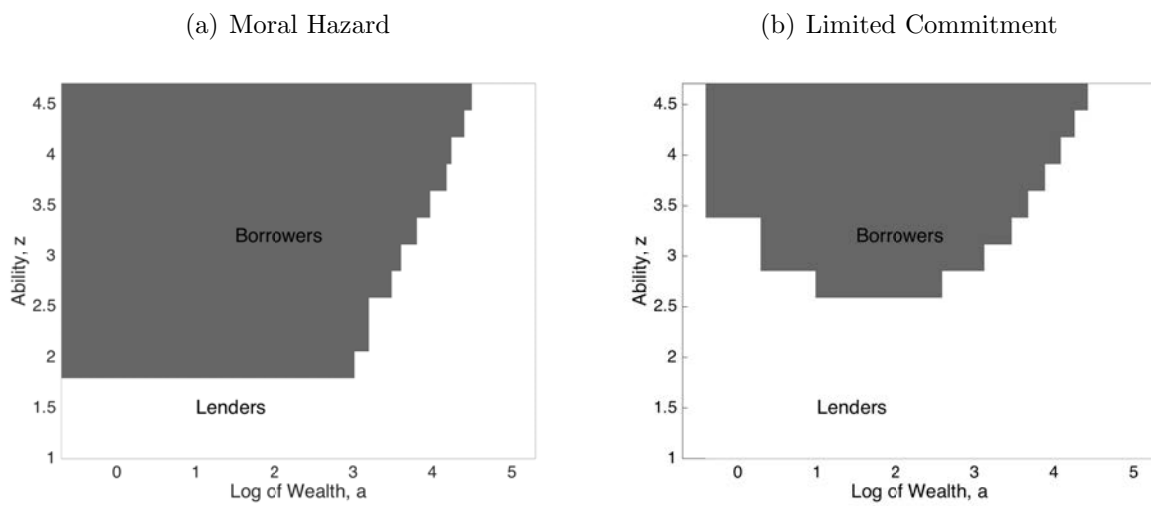 (a) Moral Hazard
4.5
4
3.5
3
2.5
2
1.5
1
Ability, z
Borrowers
Lenders
0 1 2 3 4 5
Log of Wealth, a
(b) Limited Commitment
4.5
4
3.5
3
2.5
2
1.5
1
Ability, z
Borrowers
Lenders
0 1 2 3 4 5
Log of Wealth, a